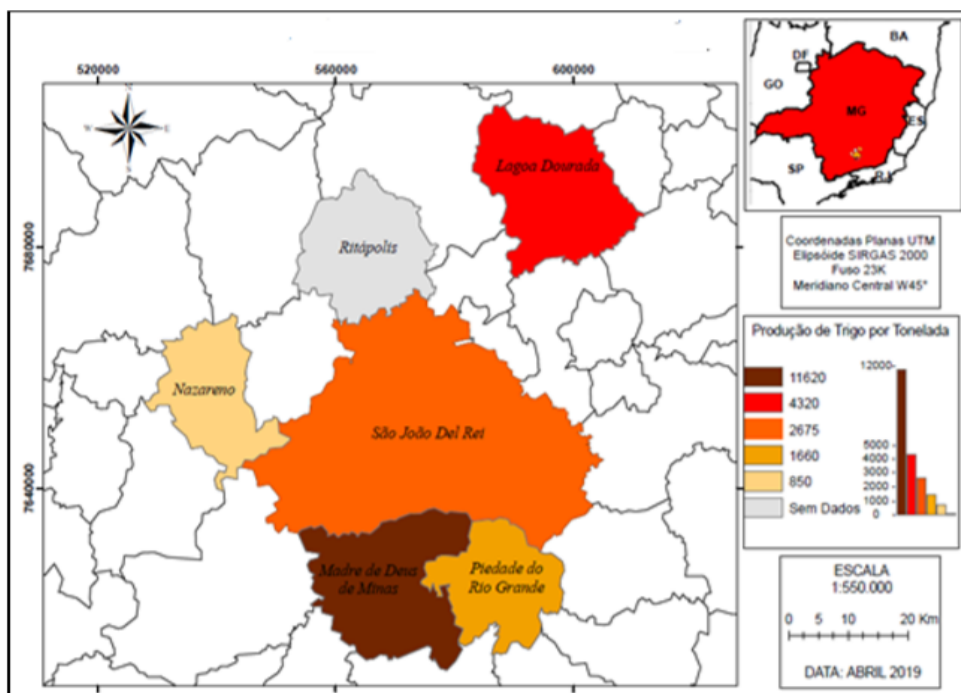 520000
560000
600000
7680000
7640000
N
W
E
S
Lagoa Dourada
Ritápolis
Nazareno
São João Del Rei
Madre de Deus
de Minas
Piedade do
Rio Grande
BA
DF
GO
MG
ES
SP
RJ
Coordenadas Planas UTM
Elipsóide SIRGAS 2000
Fuso 23K
Meridiano Central W45°
Produção de Trigo por Tonelada
11620
4320
2675
1660
850
Sem Dados
12000
5000
4000
3000
2000
1000
0
ESCALA
1:550.000
0 5 10 20 Km
DATA: ABRIL 2019